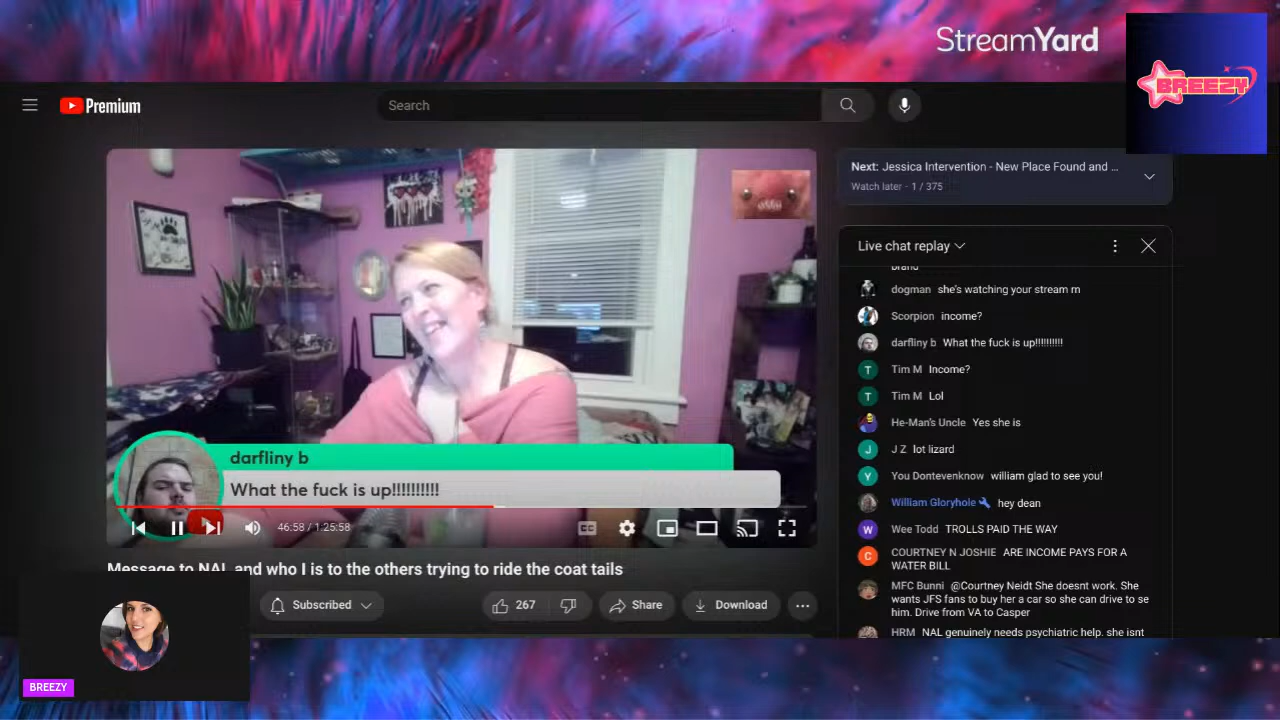 StreamYard
BREEZY
Premium
Search
Next: Jessica Intervention - New Place Found and ...
Watch later · 1 / 375
Live chat replay
brand
dogman she's watching your stream m
Scorpion income?
darfliny b What the fuck is up!!!!!!!!!!
Tim M Income?
Tim M Lol
He-Man's Uncle Yes she is
J Z lot lizard
You Dontevenknow william glad to see you!
William Gloryhole hey dean
Wee Todd TROLLS PAID THE WAY
COURTNEY N JOSHIE ARE INCOME PAYS FOR A
WATER BILL
MFC Bunni @Courtney Neidt She doesnt work. She
wants JFS fans to buy her a car so she can drive to se
him. Drive from VA to Casper
HRM NAL genuinely needs psychiatric help. she isnt
darfliny b
What the fuck is up!!!!!!!!!!
46:58 / 1:25:58
CC
Message to NAL and who I is to the others trying to ride the coat tails
Subscribed
267
Share
Download
BREEZY